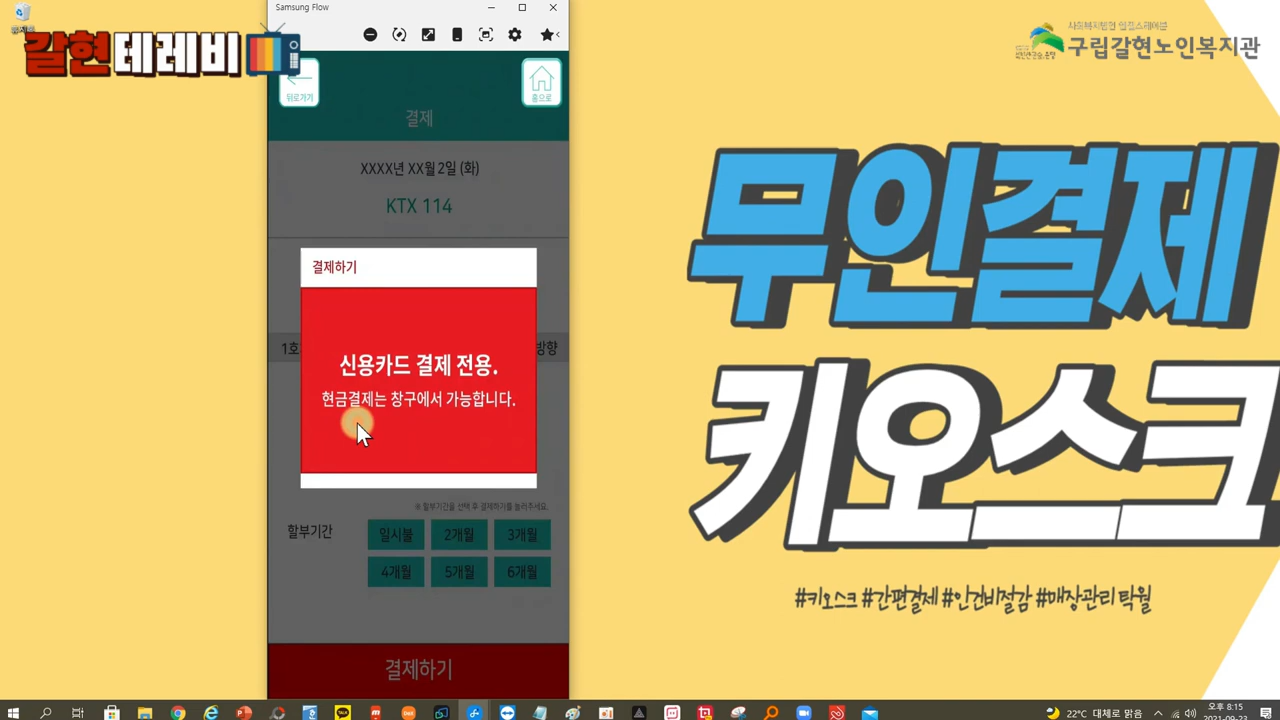 Samsung Flow
갈현테레비
뒤로가기
홈으로
결제
XXXX년 XX월 2일 (화)
KTX 114
결제하기
1호
방향
신용카드 결제 전용.
현금결제는 창구에서 가능합니다.
※ 할부기간을 선택 후 결제하기를 눌러주세요.
할부기간
일시불
2개월
3개월
4개월
5개월
6개월
결제하기
구립갈현노인복지관
무인결제
키오스크
#키오스크 #간편결제 #인건비절감 #매장관리 탁월
22°C 대체로 맑음
오후 8:15
2021-09-23